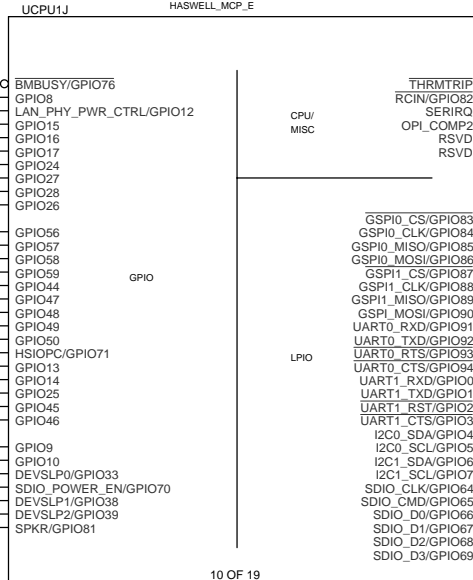 UCPU1J
HASWELL_MCP_E
BMBUSY/GPIO76
GPIO8
LAN_PHY_PWR_CTRL/GPIO12
GPIO15
GPIO16
GPIO17
GPIO24
GPIO27
GPIO28
GPIO26
GPIO56
GPIO57
GPIO58
GPIO59
GPIO44
GPIO47
GPIO48
GPIO49
GPIO50
HSIOPC/GPIO71
GPIO13
GPIO14
GPIO25
GPIO45
GPIO46
GPIO9
GPIO10
DEVSLP0/GPIO33
SDIO_POWER_EN/GPIO70
DEVSLP1/GPIO38
DEVSLP2/GPIO39
SPKR/GPIO81
GPIO
CPU/
MISC
LPIO
THRMTRIP
RCIN/GPIO82
SERIRQ
OPI_COMP2
RSVD
RSVD
GSPI0_CS/GPIO83
GSPI0_CLK/GPIO84
GSPI0_MISO/GPIO85
GSPI0_MOSI/GPIO86
GSPI1_CS/GPIO87
GSPI1_CLK/GPIO88
GSPI1_MISO/GPIO89
GSPI_MOSI/GPIO90
UART0_RXD/GPIO91
UART0_TXD/GPIO92
UART0_RTS/GPIO93
UART0_CTS/GPIO94
UART1_RXD/GPIO0
UART1_TXD/GPIO1
UART1_RST/GPIO2
UART1_CTS/GPIO3
I2C0_SDA/GPIO4
I2C0_SCL/GPIO5
I2C1_SDA/GPIO6
I2C1_SCL/GPIO7
SDIO_CLK/GPIO64
SDIO_CMD/GPIO65
SDIO_D0/GPIO66
SDIO_D1/GPIO67
SDIO_D2/GPIO68
SDIO_D3/GPIO69
10 OF 19